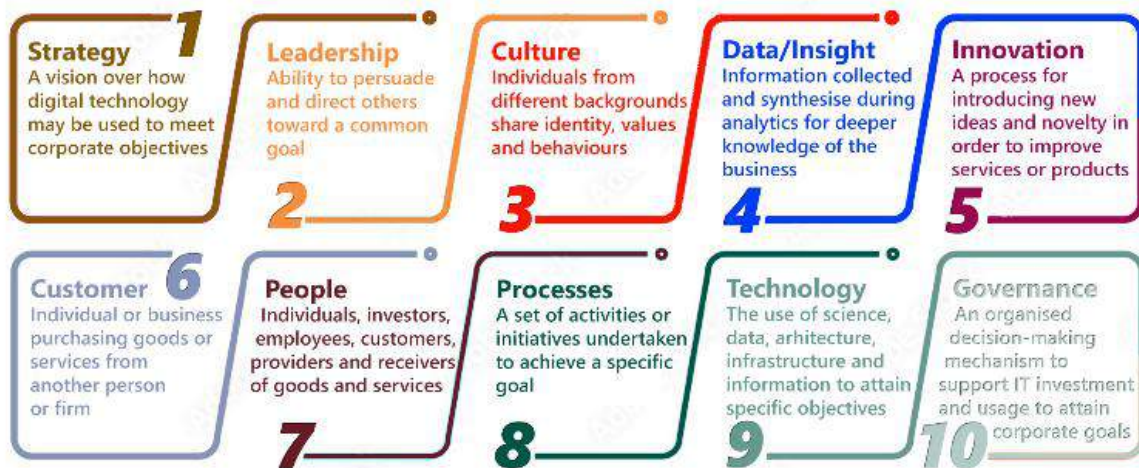 1
Strategy
A vision over how
digital technology
may be used to meet
corporate objectives
Leadership
Ability to persuade
and direct others
toward a common
goal
2
Culture
Individuals from
different backgrounds
share identity, values
and behaviours
3
Data/Insight
Information collected
and synthesise during
analytics for deeper
knowledge of the
business
4
Innovation
A process for
introducing new
ideas and novelty in
order to improve
services or products
5
Customer
6
Individual or business
purchasing goods or
services from
another person
or firm
People
Individuals, investors,
employees, customers,
providers and receivers
of goods and services
7
Processes
A set of activities or
initiatives undertaken
to achieve a specific
goal
8
Technology
The use of science,
data, arhitecture,
infrastructure and
information to attain
specific objectives
9
Governance
An organised
decision-making
mechanism to
support IT investment
and usage to attain
corporate goals
10